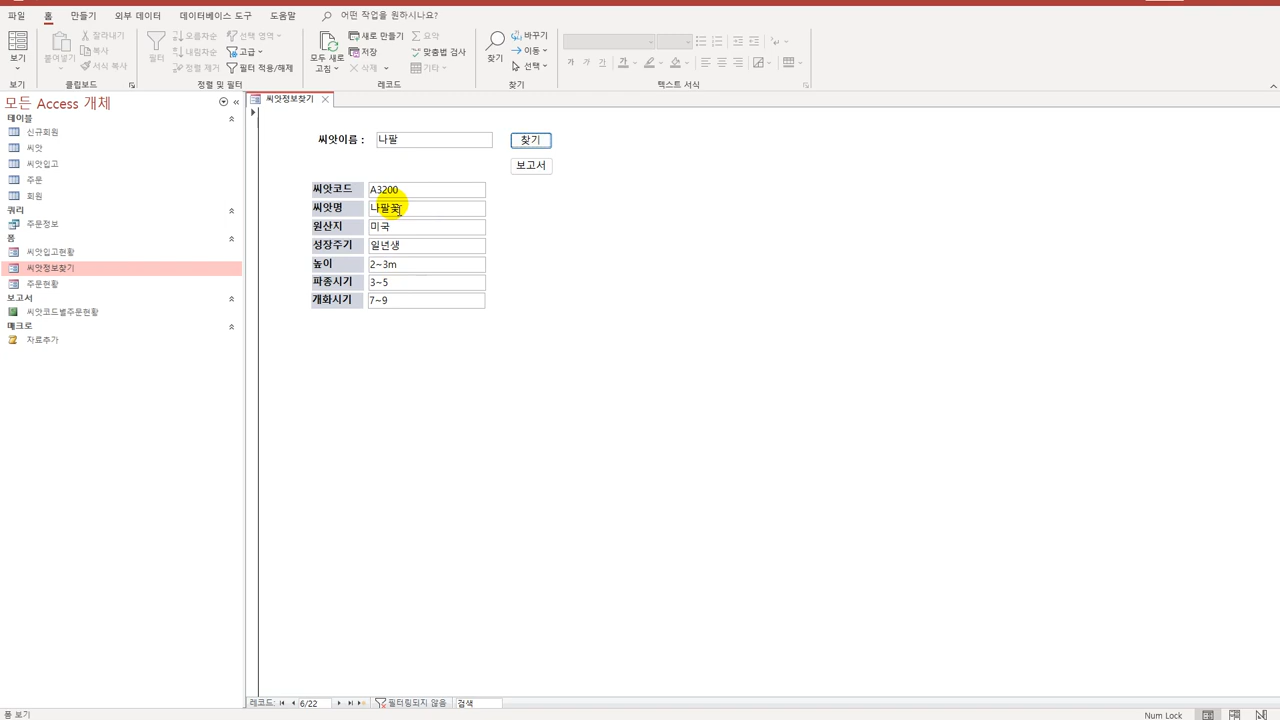 파일 홈 만들기 외부 데이터 데이터베이스 도구 도움말 어떤 작업을 원하시나요?
보기
보기
붙여넣기
잘라내기
복사
서식 복사
클립보드
필터
오름차순
내림차순
정렬 제거
선택 영역
고급
필터 적용/해제
정렬 및 필터
모두 새로
고침
새로 만들기
저장
삭제
요약
맞춤법 검사
기타
레코드
찾기
바꾸기
이동
선택
찾기
가 가 가 가
텍스트 서식
모든 Access 개체
테이블
신규회원
씨앗
씨앗입고
주문
회원
쿼리
주문정보
폼
씨앗입고현황
씨앗정보찾기
주문현황
보고서
씨앗코드별주문현황
매크로
자료추가
씨앗정보찾기
씨앗이름 : 나팔 찾기
보고서
씨앗코드 A3200
씨앗명 나팔꽃
원산지 미국
성장주기 일년생
높이 2~3m
파종시기 3~5
개화시기 7~9
레코드: 6/22 필터링되지 않음 검색
폼 보기 Num Lock